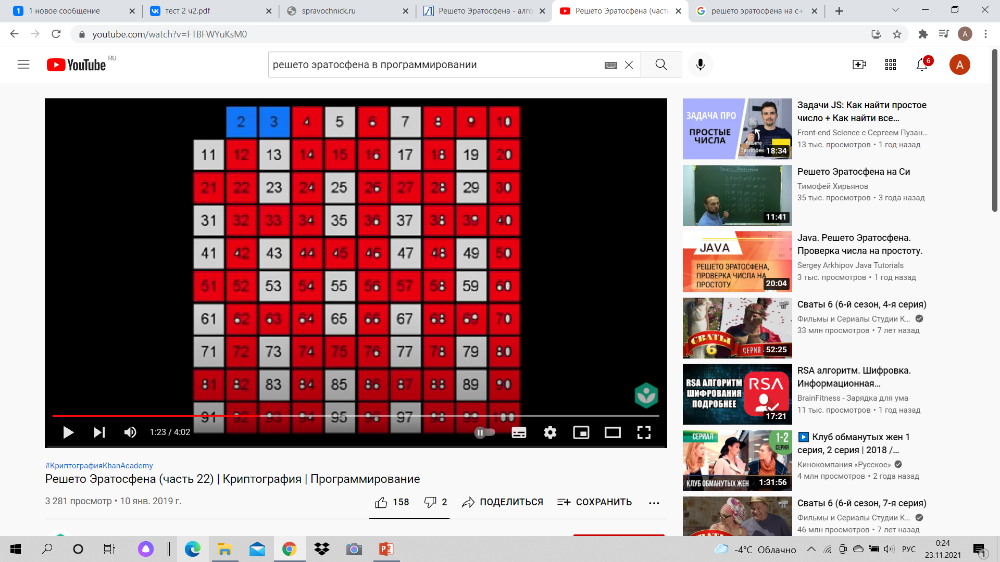 1 новое сообщение
тест 2 ч2.pdf
spravochnick.ru
Решето Эратосфена - алго
Решето Эратосфена (часть
решето эратосфена на с+
youtube.com/watch?v=FTBFWYuKsM0
A
YouTube RU
решето эратосфена в программировании
6
A
2 3 4 5 6 7 8 9 10
11 12 13 14 15 16 17 18 19 20
21 22 23 24 25 26 27 28 29 30
31 32 33 34 35 36 37 38 39 40
41 42 43 44 45 46 47 48 49 50
51 52 53 54 55 56 57 58 59 60
61 62 63 64 65 66 67 68 69 70
71 72 73 74 75 76 77 78 79 80
81 82 83 84 85 86 87 88 89 90
91 92 93 94 95 96 97 98 99 100
1:23 / 4:02
#КриптографияKhanAcademy
Решето Эратосфена (часть 22) | Криптография | Программирование
3 281 просмотр • 10 янв. 2019 г.
158
2
ПОДЕЛИТЬСЯ
СОХРАНИТЬ
ЗАДАЧА ПРО
ПРОСТЫЕ
ЧИСЛА
Решето
Эратосфен
18:34
Задачи JS: Как найти простое
число + Как найти все...
Front-end Science с Сергеем Пузан...
13 тыс. просмотров • 1 год назад
11:41
Решето Эратосфена на Си
Тимофей Хирьянов
35 тыс. просмотров • 3 года назад
JAVA
РЕШЕТО ЭРАТОСФЕНА,
ПРОВЕРКА ЧИСЛА НА
ПРОСТОТУ
20:04
Java. Решето Эратосфена.
Проверка числа на простоту.
Sergey Arkhipov Java Tutorials
3 тыс. просмотров • 1 год назад
СВАТЫ
6
СЕРИЯ
52:25
Сваты 6 (6-й сезон, 4-я серия)
Фильмы и Сериалы Студии К...
33 млн просмотров • 7 лет назад
RSA АЛГОРИТМ
ШИФРОВАНИЯ
ПОДРОБНЕЕ
RSA
17:21
RSA алгоритм. Шифровка.
Информационная...
BrainFitness - Зарядка для ума
11 тыс. просмотров • 1 год назад
СЕРИАЛ
1-2
СЕРИЯ
КЛУБ ОБМАНУТЫХ ЖЕН
1:31:56
Клуб обманутых жен 1
серия, 2 серия | 2018 /...
Кинокомпания «Русское»
4 млн просмотров • 2 года назад
Сваты 6 (6-й сезон, 7-я серия)
Фильмы и Сериалы Студии К...
46 млн просмотров • 7 лет назад
-4°C Облачно
РУС
0:24
23.11.2021
1